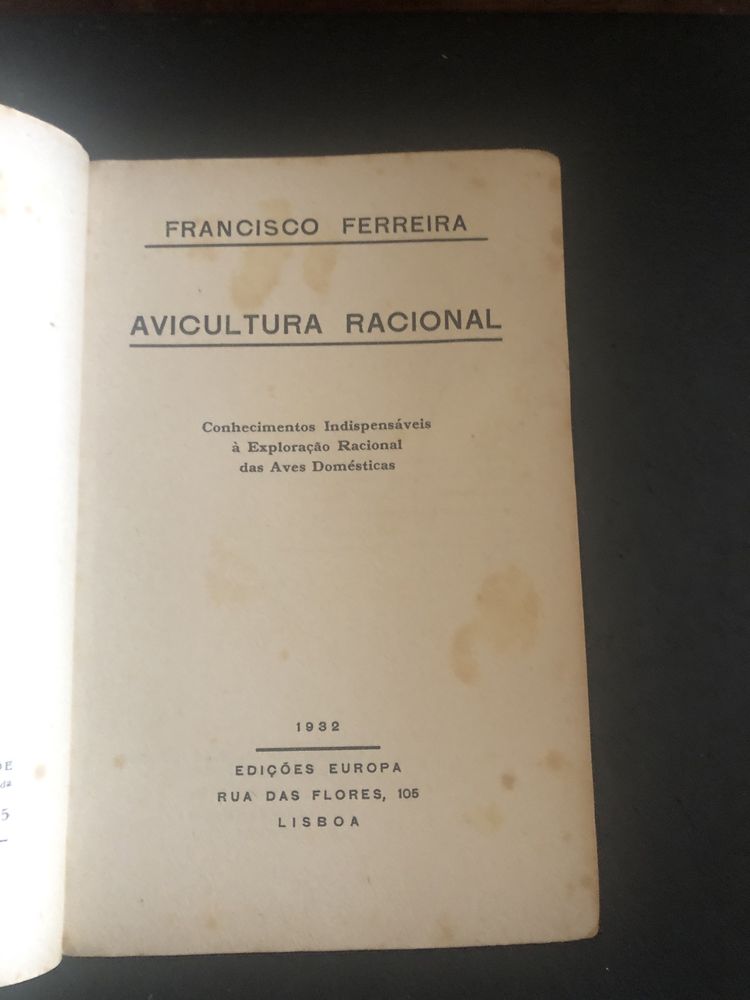 FRANCISCO FERREIRA
AVICULTURA RACIONAL
Conhecimentos Indispensáveis
à Exploração Racional
das Aves Domésticas
1932
EDIÇÕES EUROPA
RUA DAS FLORES, 105
LISBOA